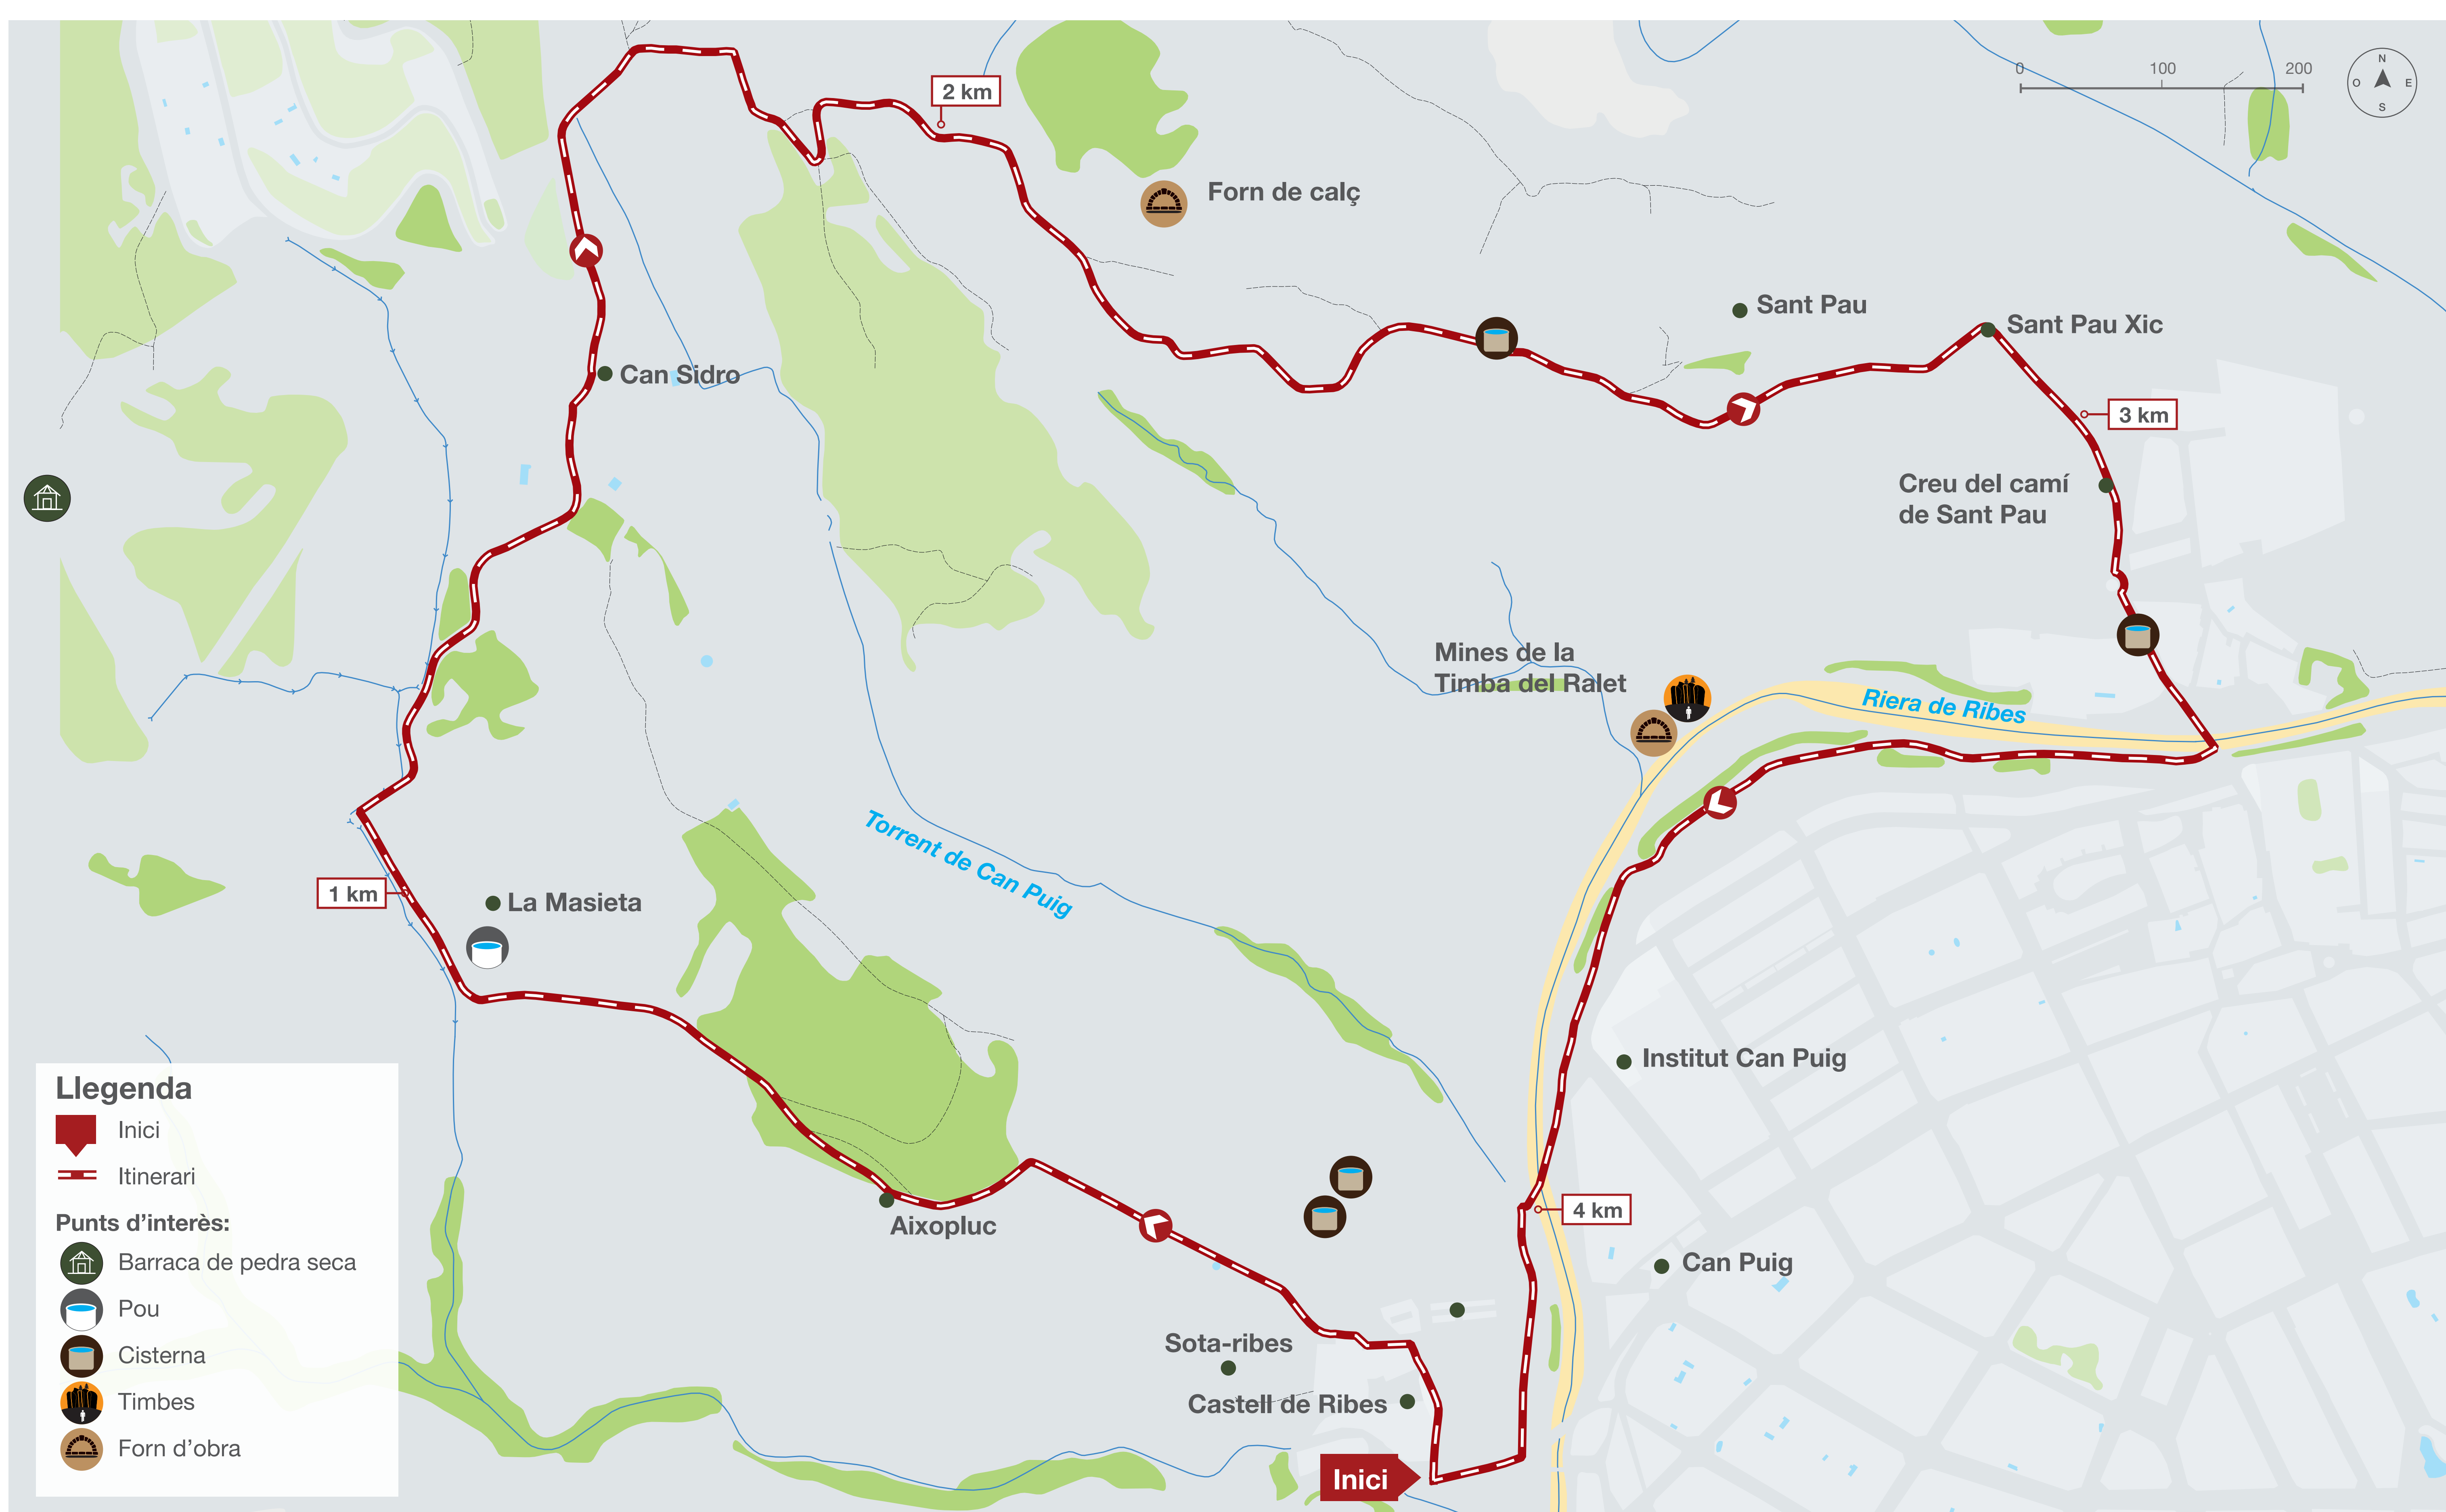 0 100 200
N
O E
S
2 km
Forn de calç
Sant Pau
Sant Pau Xic
Can Sidro
3 km
Creu del camí
de Sant Pau
Mines de la
Timba del Ralet
Riera de Ribes
Torrent de Can Puig
1 km
La Masieta
Institut Can Puig
Aixopluc
4 km
Can Puig
Sota-ribes
Castell de Ribes
Inici
Llegenda
Inici
Itinerari
Punts d’interès:
Barraca de pedra seca
Pou
Cisterna
Timbes
Forn d’obra